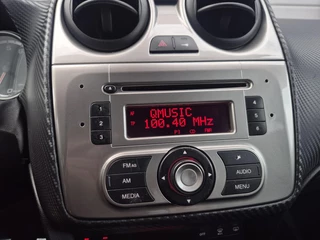 QMUSIC
100.40 MHz
1
2
3
4
5
6
FM AS
AM
MEDIA
AUDIO
MENU